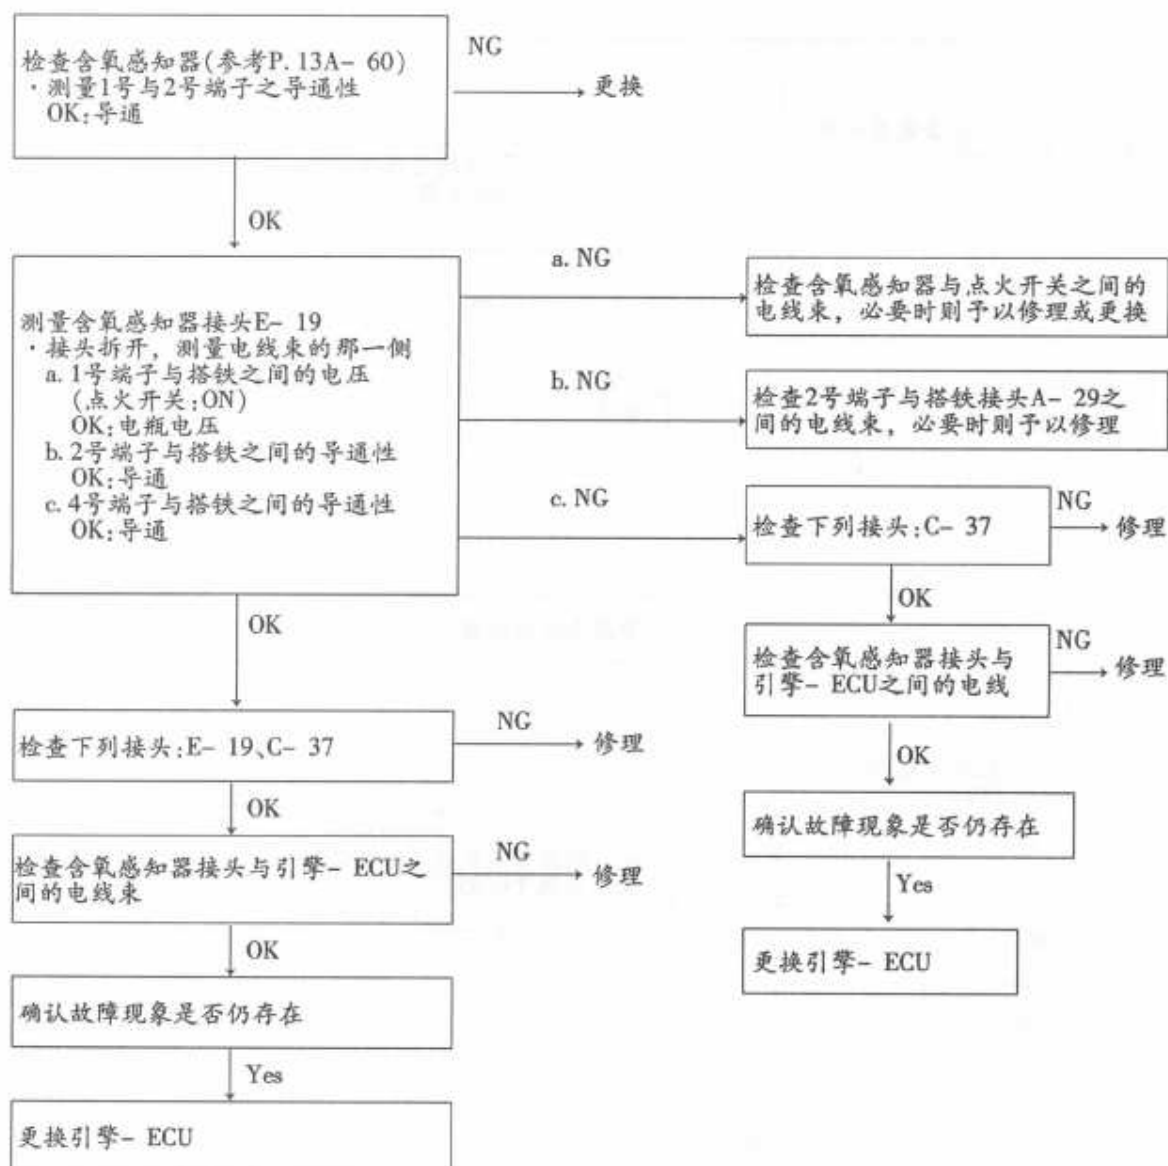 检查含氧感知器(参考P.13A- 60)
· 测量1号与2号端子之导通性
OK:导通
NG
更换
OK
测量含氧感知器接头E- 19
· 接头拆开，测量电线束的那一侧
a. 1号端子与搭铁之间的电压
(点火开关:ON)
OK:电瓶电压
b. 2号端子与搭铁之间的导通性
OK:导通
c. 4号端子与搭铁之间的导通性
OK:导通
a. NG
检查含氧感知器与点火开关之间的
电线束，必要时则予以修理或更换
b. NG
检查2号端子与搭铁接头A- 29之
间的电线束，必要时则予以修理
c. NG
检查下列接头:C- 37
NG
修理
OK
检查含氧感知器接头与
引擎- ECU之间的电线
NG
修理
OK
确认故障现象是否仍存在
Yes
更换引擎- ECU
OK
检查下列接头:E- 19、C- 37
NG
修理
OK
检查含氧感知器接头与引擎- ECU之
间的电线束
NG
修理
OK
确认故障现象是否仍存在
Yes
更换引擎- ECU